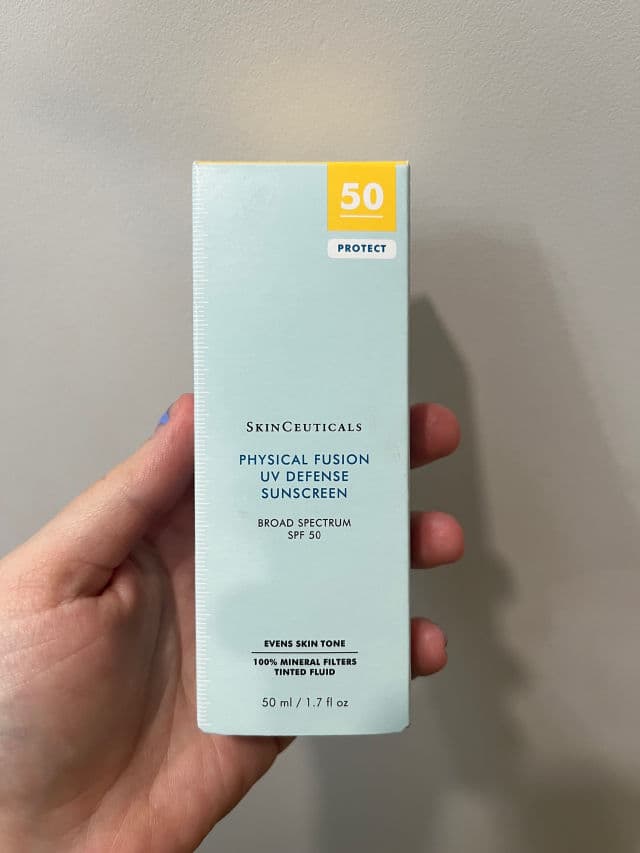 50
PROTECT
SKINCEUTICALS
PHYSICAL FUSION
UV DEFENSE
SUNSCREEN
BROAD SPECTRUM
SPF 50
EVENS SKIN TONE
100% MINERAL FILTERS
TINTED FLUID
50 ml / 1.7 fl oz